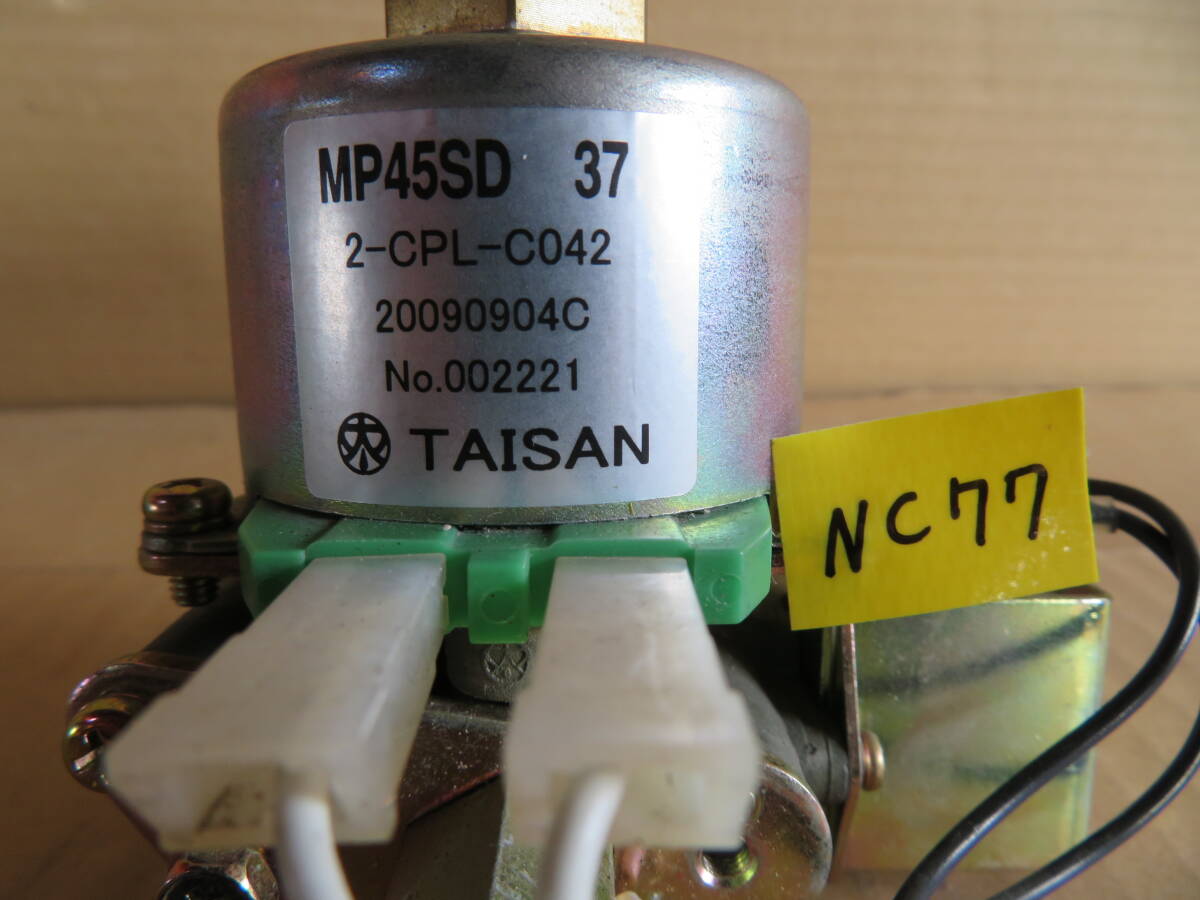 MP45SD 37
2-CPL-C042
20090904C
No.002221
TAISAN
NC77